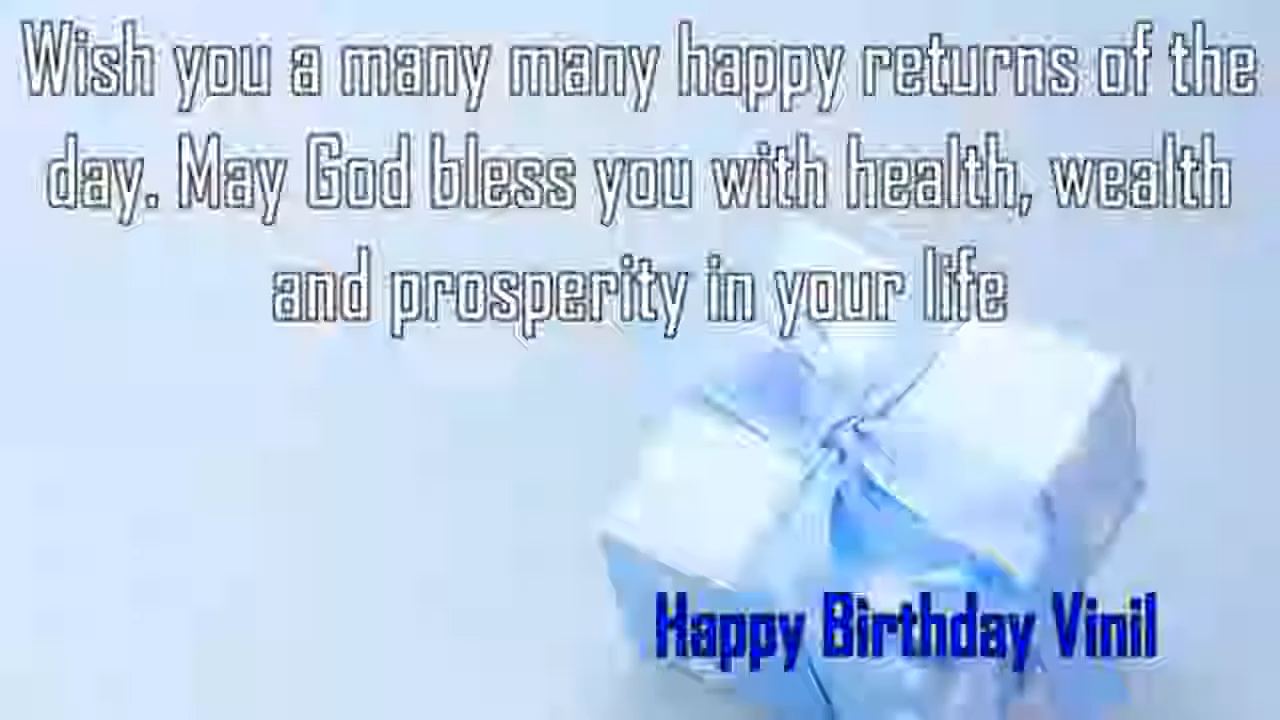 Wish you a many many happy returns of the
day. May God bless you with health, wealth
and prosperity in your life
Happy Birthday Vinil